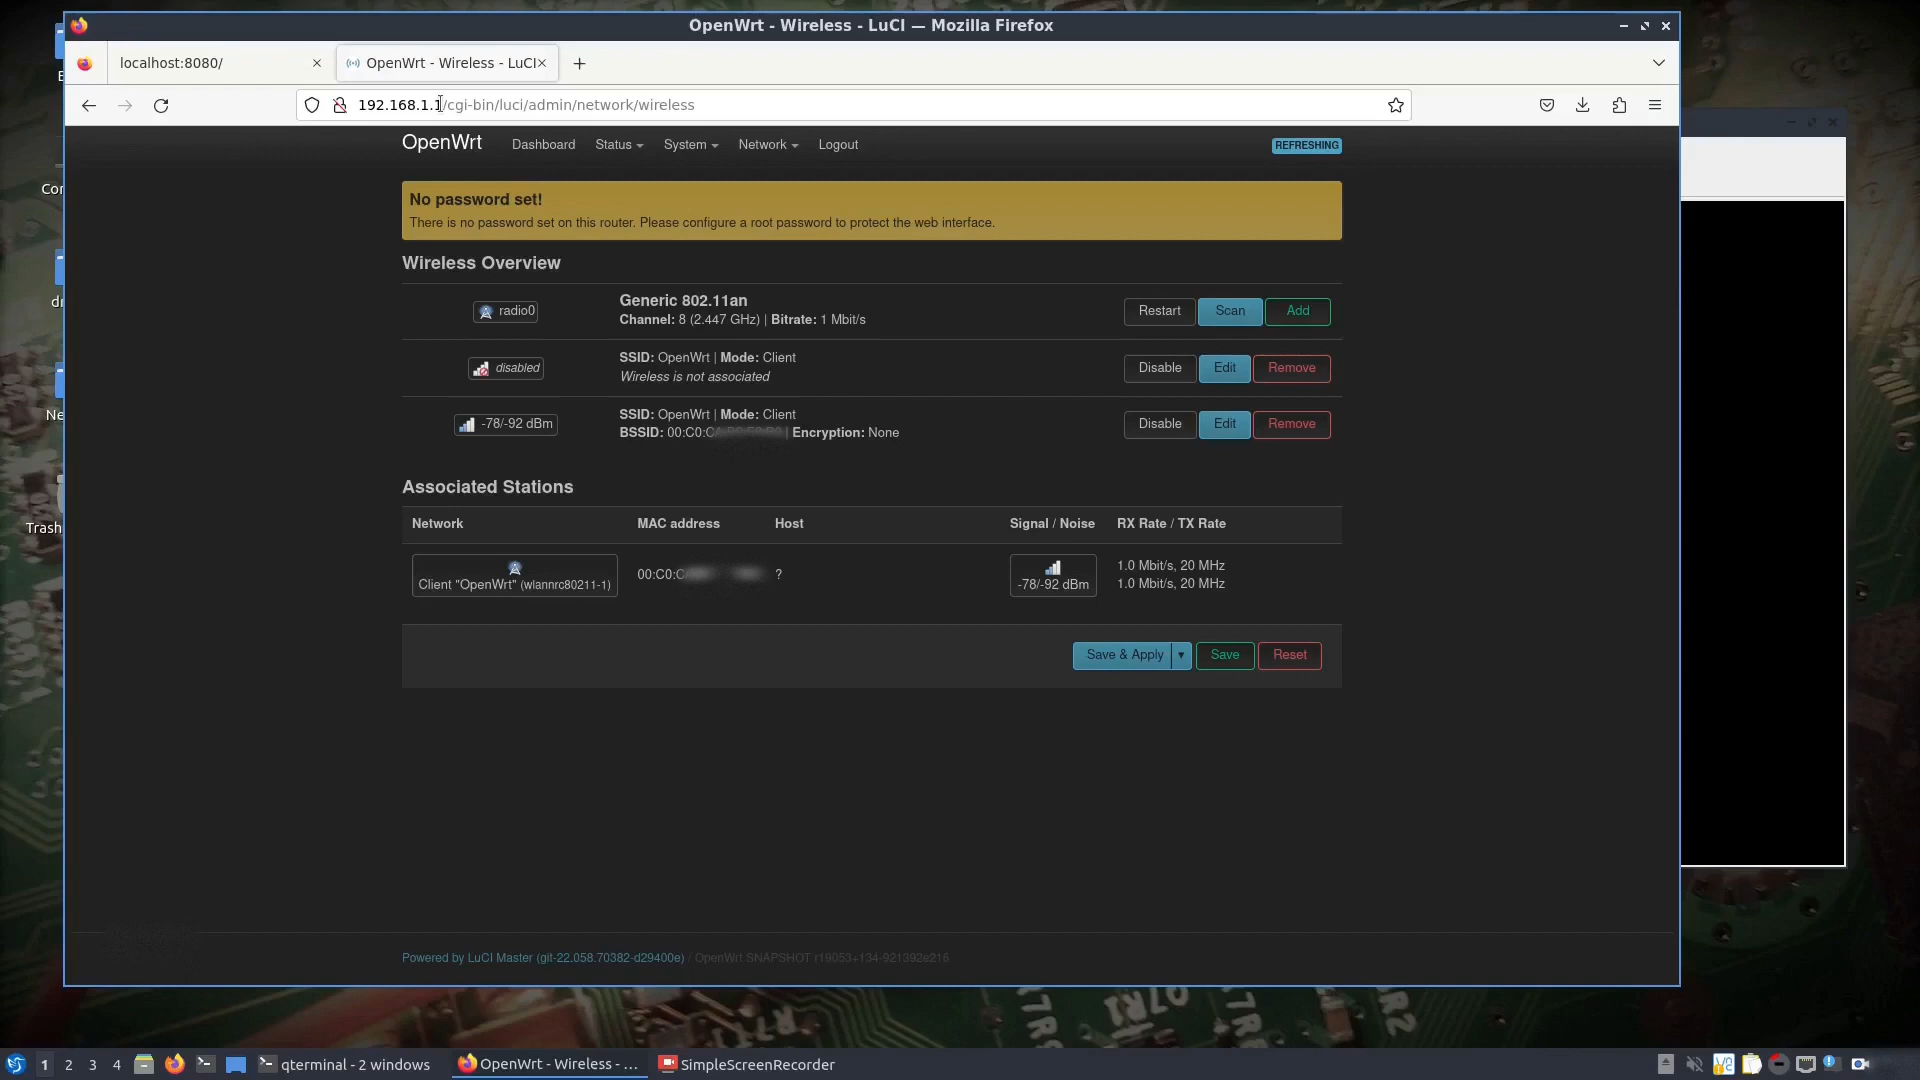 OpenWrt - Wireless - LuCI — Mozilla Firefox
localhost:8080/
OpenWrt - Wireless - LuCI
192.168.1.1/cgi-bin/luci/admin/network/wireless
OpenWrt Dashboard Status System Network Logout REFRESHING
No password set!
There is no password set on this router. Please configure a root password to protect the web interface.
Wireless Overview
radio0
Generic 802.11an
Channel: 8 (2.447 GHz) | Bitrate: 1 Mbit/s
Restart Scan Add
disabled
SSID: OpenWrt | Mode: Client
Wireless is not associated
Disable Edit Remove
-78/-92 dBm
SSID: OpenWrt | Mode: Client
BSSID: 00:C0: | Encryption: None
Disable Edit Remove
Associated Stations
Network MAC address Host Signal / Noise RX Rate / TX Rate
Client "OpenWrt" (wlannrc80211-1)
00:C0: ?
-78/-92 dBm
1.0 Mbit/s, 20 MHz
1.0 Mbit/s, 20 MHz
Save & Apply Save Reset
Powered by LuCI Master (git-22.058.70382-d29400e) / OpenWrt SNAPSHOT r19053+134-921392e216
Trash
1 2 3 4 qterminal - 2 windows OpenWrt - Wireless - ... SimpleScreenRecorder